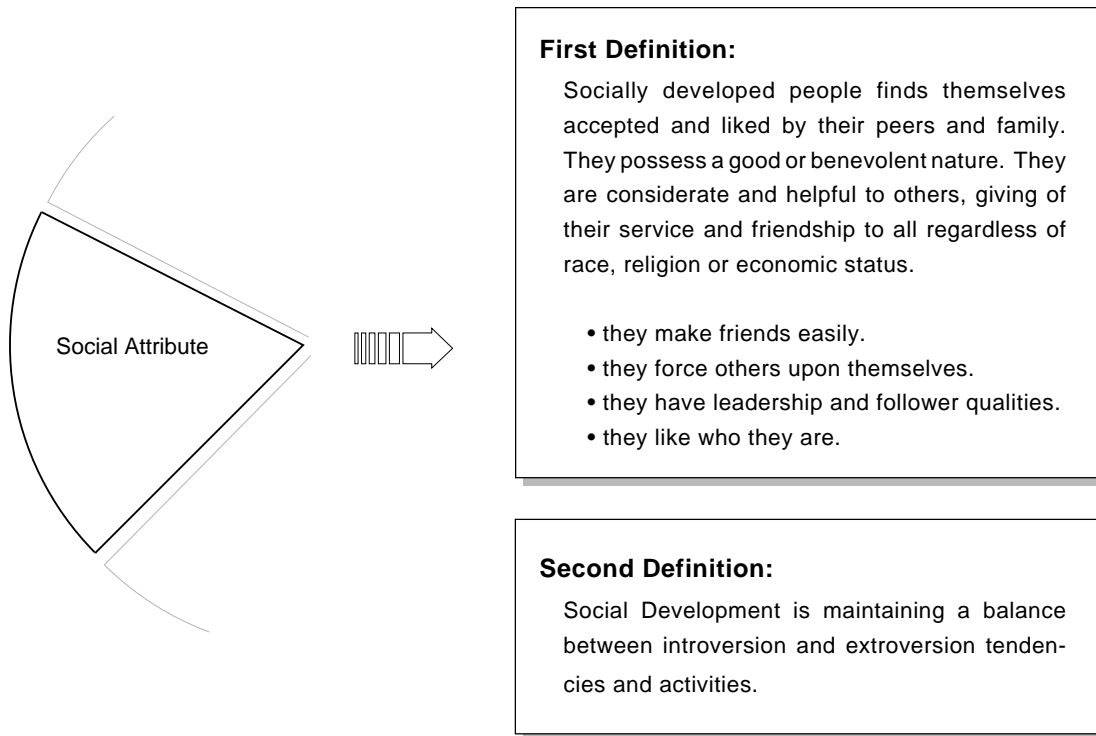 Social Attribute
First Definition:
Socially developed people finds themselves
accepted and liked by their peers and family.
They possess a good or benevolent nature. They
are considerate and helpful to others, giving of
their service and friendship to all regardless of
race, religion or economic status.
• they make friends easily.
• they force others upon themselves.
• they have leadership and follower qualities.
• they like who they are.
Second Definition:
Social Development is maintaining a balance
between introversion and extroversion tenden-
cies and activities.